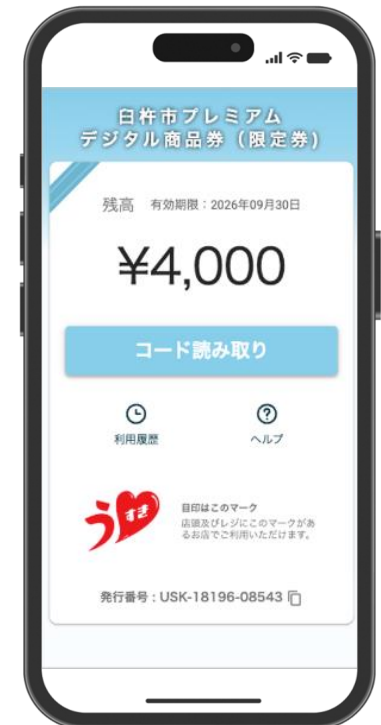 臼杵市プレミアム
デジタル商品券（限定券）
残高 有効期限：2026年09月30日
¥4,000
コード読み取り
利用履歴 ヘルプ
うすき
目印はこのマーク
店頭及びレジにこのマークがあ
るお店でご利用いただけます。
発行番号：USK-18196-08543